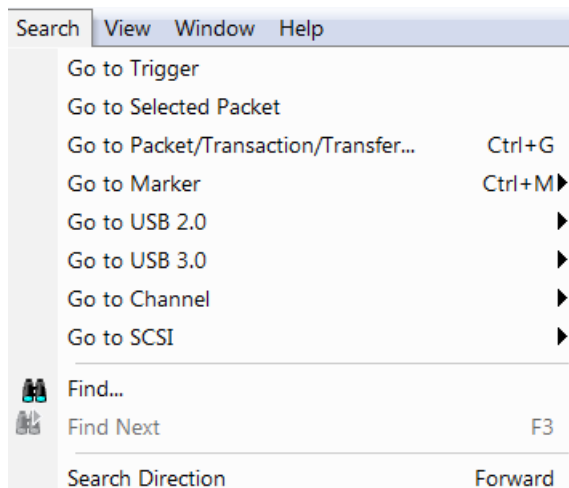 Search View Window Help
Go to Trigger
Go to Selected Packet
Go to Packet/Transaction/Transfer... Ctrl+G
Go to Marker Ctrl+M
Go to USB 2.0
Go to USB 3.0
Go to Channel
Go to SCSI
Find...
Find Next F3
Search Direction Forward